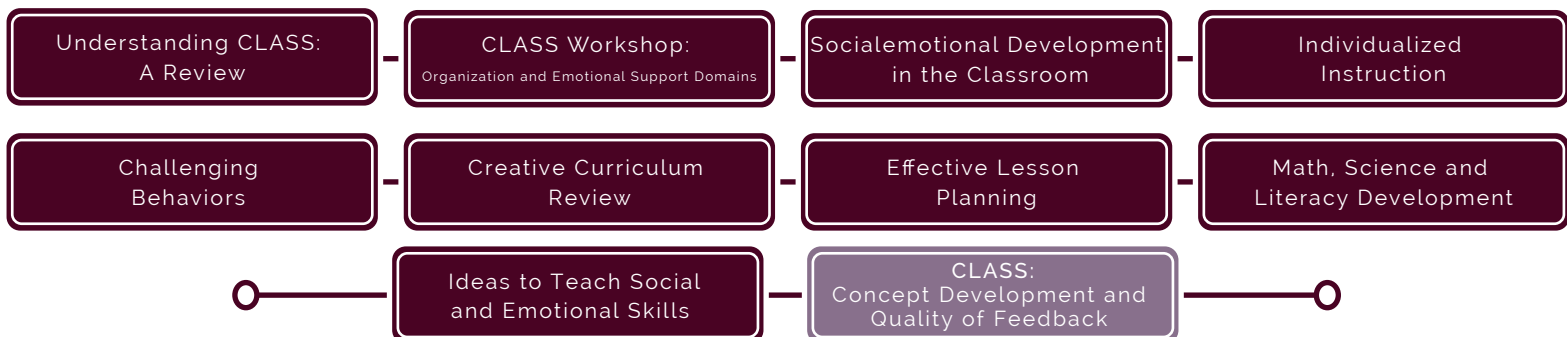 Understanding CLASS:
A Review
CLASS Workshop:
Organization and Emotional Support Domains
Socialemotional Development
in the Classroom
Individualized
Instruction
Challenging
Behaviors
Creative Curriculum
Review
Effective Lesson
Planning
Math, Science and
Literacy Development
Ideas to Teach Social
and Emotional Skills
CLASS:
Concept Development and
Quality of Feedback